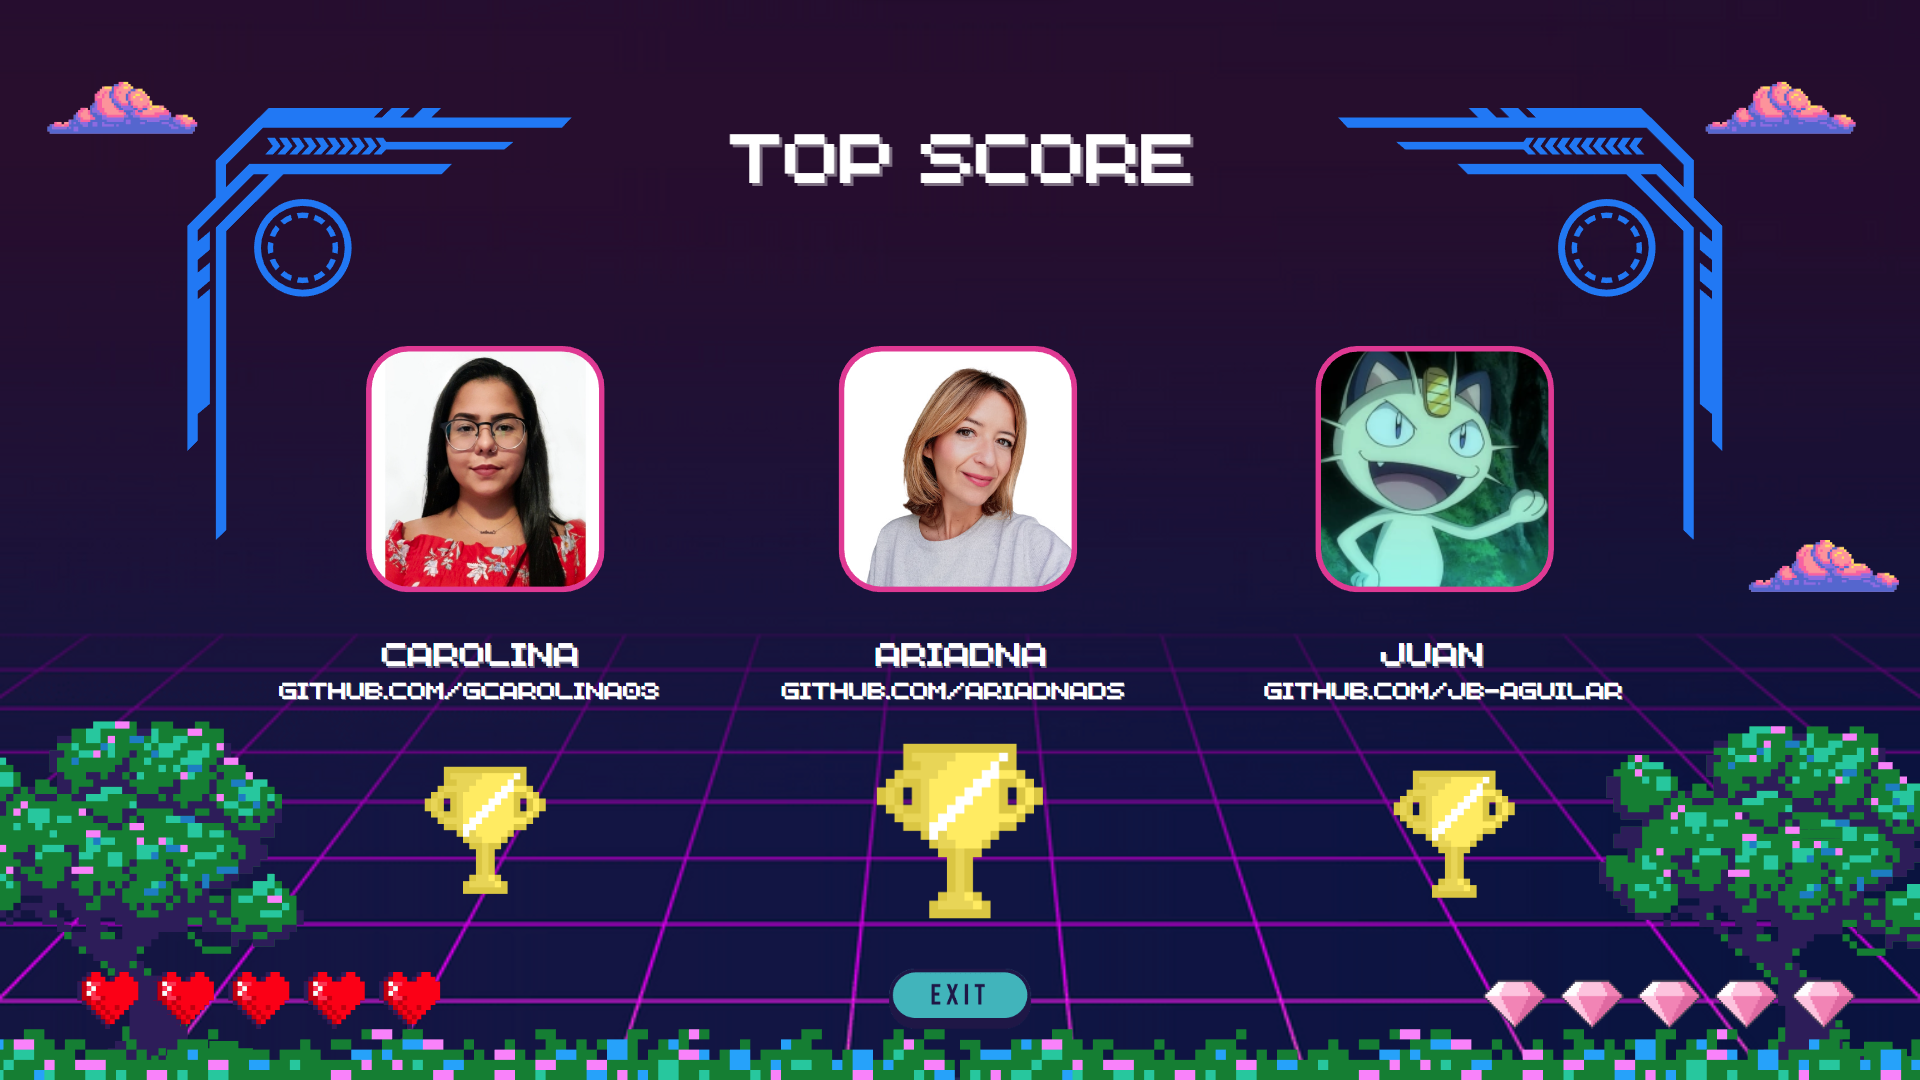 TOP SCORE
CAROLINA
GITHUB.COM/GCAROLINA03
ARIADNA
GITHUB.COM/ARIADNADS
JUAN
GITHUB.COM/JB-AGUILAR
EXIT